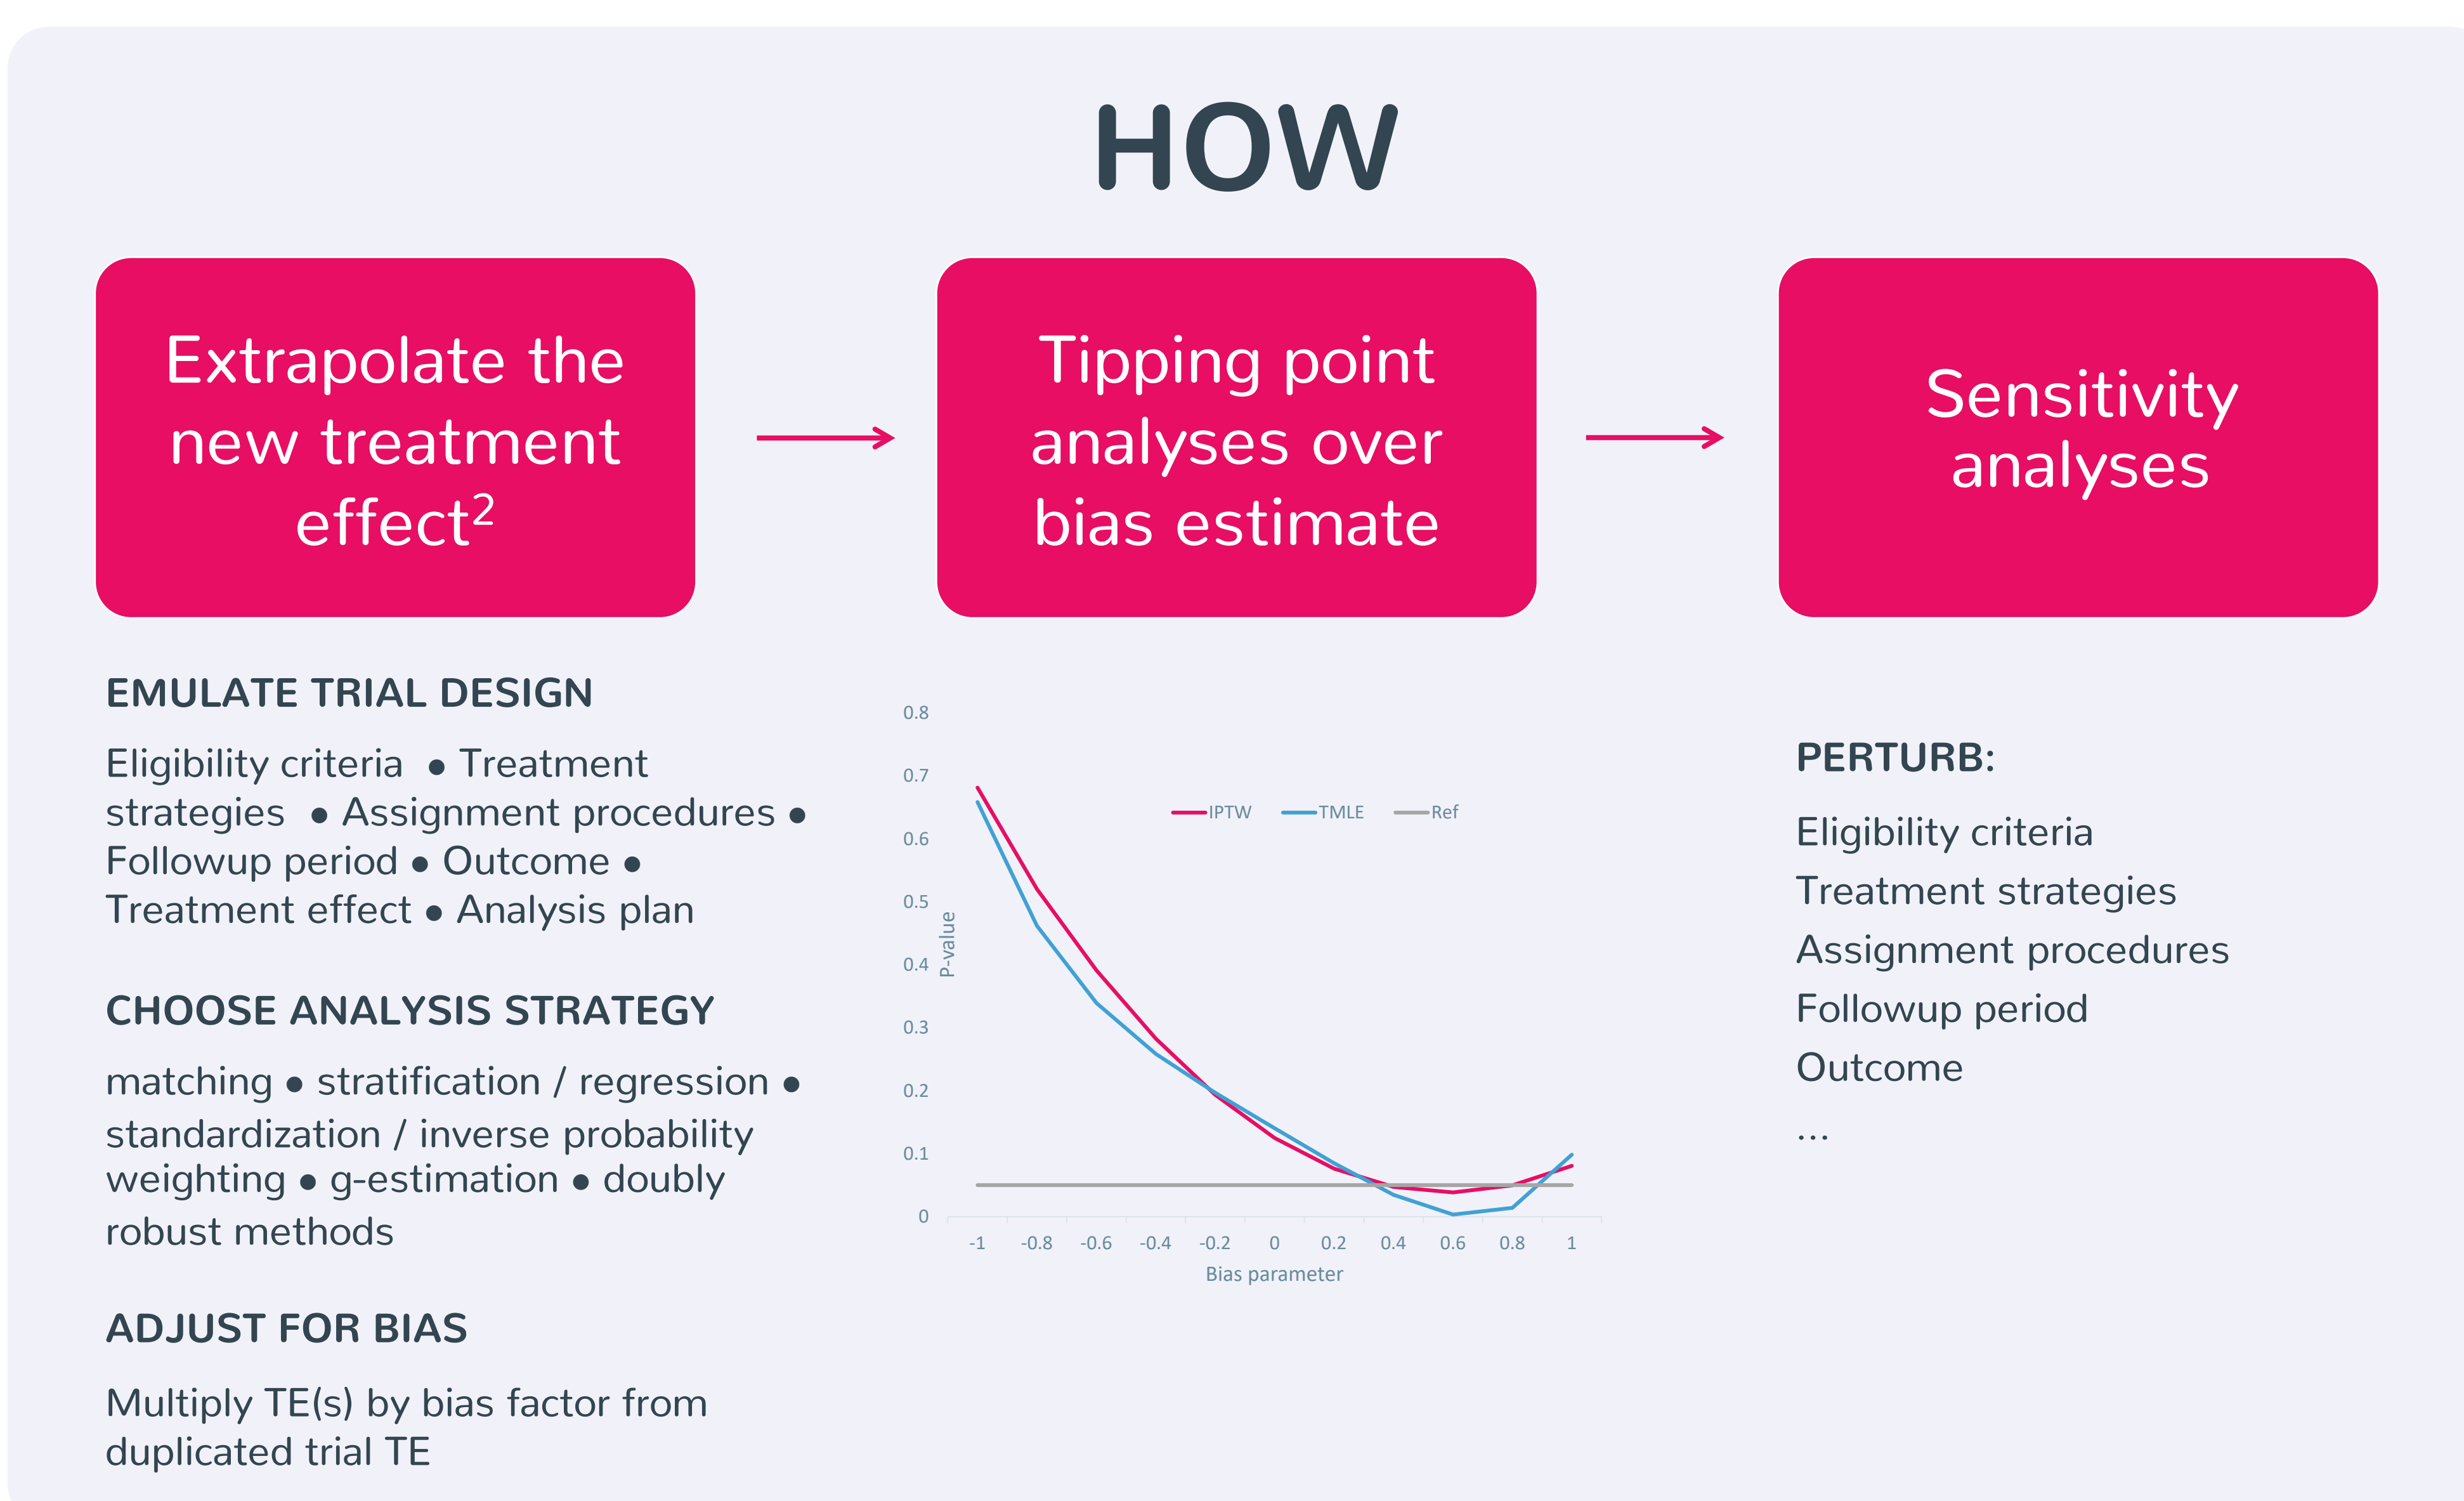 HOW
Extrapolate the
new treatment
effect²
Tipping point
analyses over
bias estimate
Sensitivity
analyses
EMULATE TRIAL DESIGN
Eligibility criteria ● Treatment
strategies ● Assignment procedures ●
Followup period ● Outcome ●
Treatment effect ● Analysis plan
CHOOSE ANALYSIS STRATEGY
matching ● stratification / regression ●
standardization / inverse probability
weighting ● g-estimation ● doubly
robust methods
ADJUST FOR BIAS
Multiply TE(s) by bias factor from
duplicated trial TE
0.8
0.7
0.6
0.5
0.4
0.3
0.2
0.1
0
P-value
IPTW TMLE Ref
-1 -0.8 -0.6 -0.4 -0.2 0 0.2 0.4 0.6 0.8 1
Bias parameter
PERTURB:
Eligibility criteria
Treatment strategies
Assignment procedures
Followup period
Outcome
...